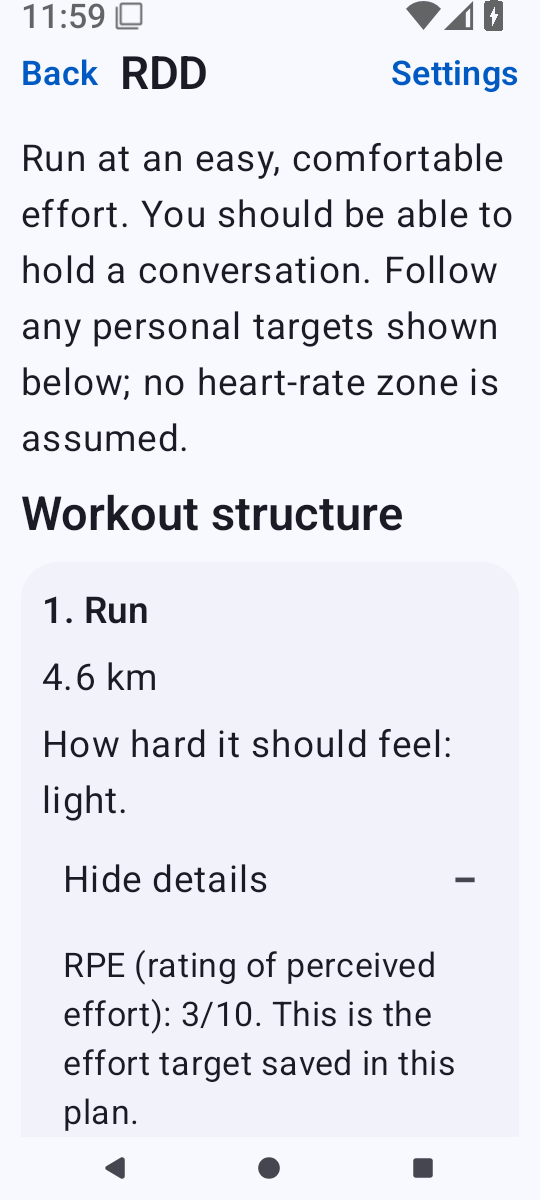 11:59
Back RDD Settings
Run at an easy, comfortable
effort. You should be able to
hold a conversation. Follow
any personal targets shown
below; no heart-rate zone is
assumed.
Workout structure
1. Run
4.6 km
How hard it should feel:
light.
Hide details −
RPE (rating of perceived
effort): 3/10. This is the
effort target saved in this
plan.